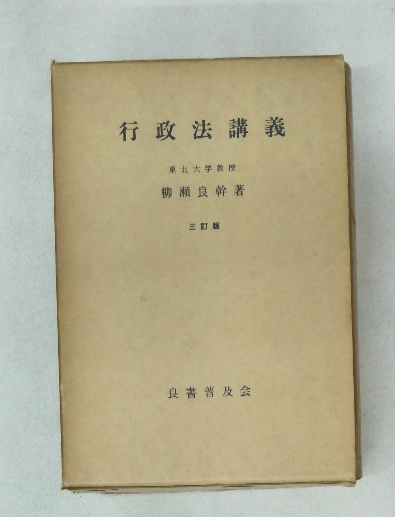 行政法講義
東北大学教授
柳瀬良幹著
三訂版
良書普及会